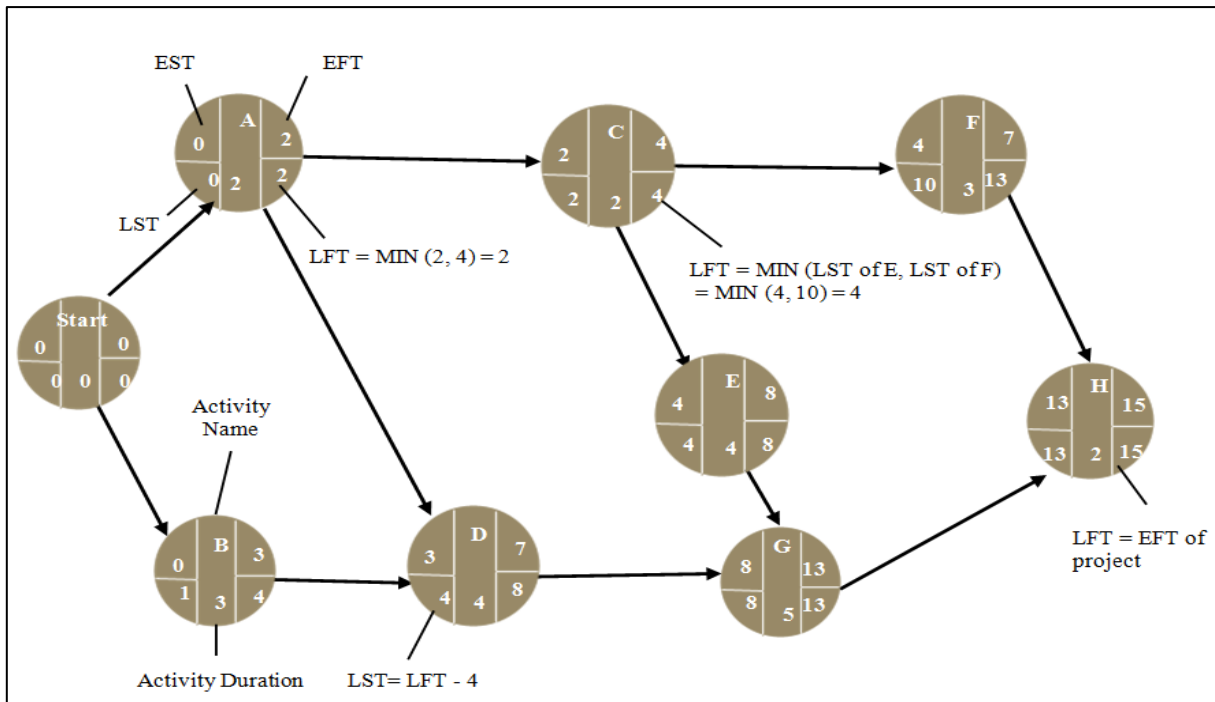 EST
EFT
A
0
2
0
2
2
LST
LFT = MIN (2, 4) = 2
C
2
4
2
2
4
LFT = MIN (LST of E, LST of F)
= MIN (4, 10) = 4
F
4
7
10
3
13
Start
0
0
0
0
0
Activity
Name
E
4
8
4
4
8
H
13
15
13
2
15
B
0
3
1
3
4
D
3
7
4
4
8
G
8
13
8
5
13
LFT = EFT of
project
Activity Duration
LST= LFT - 4